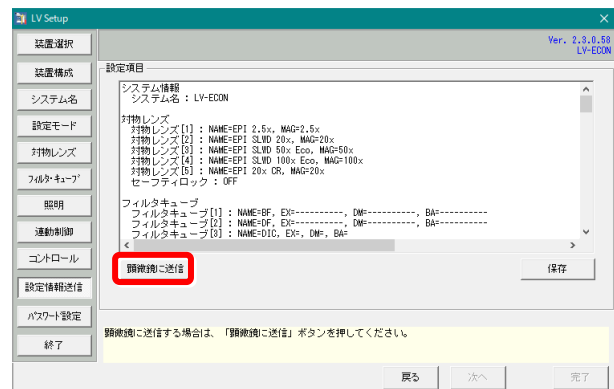 LV Setup
Ver. 2.3.0.58
LV-ECON
装置選択
装置構成
システム名
設定モード
対物レンズ
フィルタ・キューブ
照明
連動制御
コントロール
設定情報送信
パスワード設定
終了
設定項目
システム情報
システム名 : LV-ECON
対物レンズ
対物レンズ[1] : NAME=EPI 2.5x, MAG=2.5x
対物レンズ[2] : NAME=EPI SLWD 20x, MAG=20x
対物レンズ[3] : NAME=EPI SLWD 50x Eco, MAG=50x
対物レンズ[4] : NAME=EPI SLWD 100x Eco, MAG=100x
対物レンズ[5] : NAME=EPI 20x CR, MAG=20x
セーフティロック : OFF
フィルタキューブ
フィルタキューブ[1] : NAME=BF, EX=----------, DM=----------, BA=----------
フィルタキューブ[2] : NAME=DF, EX=----------, DM=----------, BA=----------
フィルタキューブ[3] : NAME=DIC, EX=, DM=, BA=
顕微鏡に送信
保存
顕微鏡に送信する場合は、「顕微鏡に送信」ボタンを押してください。
戻る
次へ
完了